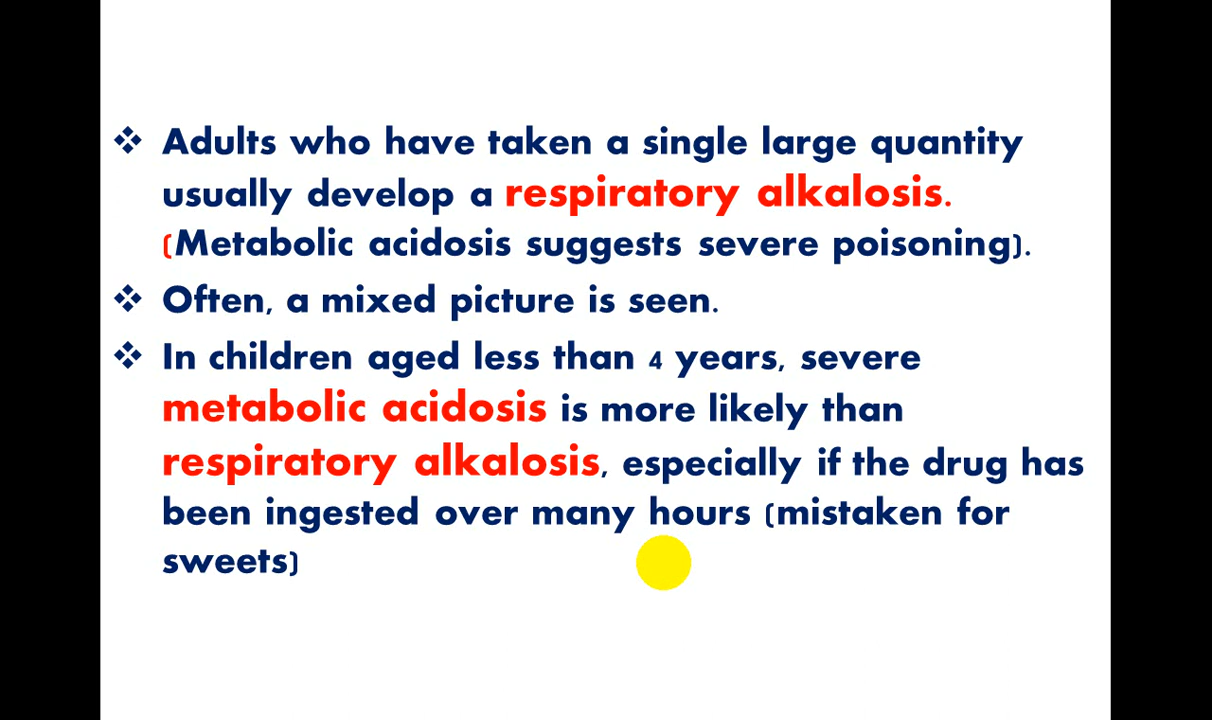 ❖ Adults who have taken a single large quantity
usually develop a respiratory alkalosis.
(Metabolic acidosis suggests severe poisoning).
❖ Often, a mixed picture is seen.
❖ In children aged less than 4 years, severe
metabolic acidosis is more likely than
respiratory alkalosis, especially if the drug has
been ingested over many hours (mistaken for
sweets)